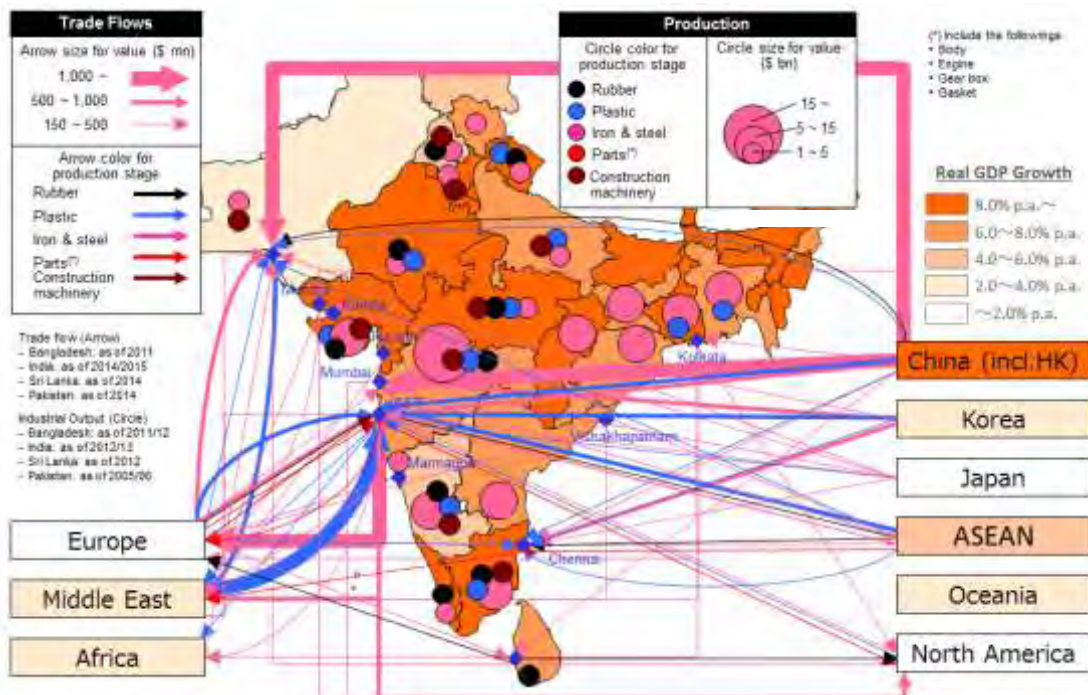 Trade Flows
Arrow size for value ($ mn)
1,000 ~
500 ~ 1,000
150 ~ 500
Arrow color for
production stage
Rubber
Plastic
Iron & steel
Parts(*)
Construction
machinery
Trade flow (Arrow)
– Bangladesh: as of 2011
– India: as of 2014/2015
– Sri Lanka: as of 2014
– Pakistan: as of 2014
Industrial Output (Circle)
– Bangladesh: as of 2011/12
– India: as of 2012/13
– Sri Lanka: as of 2012
– Pakistan: as of 2005/06
Production
Circle color for
production stage
Rubber
Plastic
Iron & steel
Parts(*)
Construction
machinery
Circle size for value
($ bn)
15 ~
5 ~ 15
1 ~ 5
(*) Include the followings
• Body
• Engine
• Gear box
• Gasket
Real GDP Growth
8.0% p.a.~
6.0~8.0% p.a.
4.0~6.0% p.a.
2.0~4.0% p.a.
~2.0% p.a.
Kandla
Mumbai
Kolkata
Vishakhapatnam
Chennai
Europe
Middle East
Africa
China (incl.HK)
Korea
Japan
ASEAN
Oceania
North America